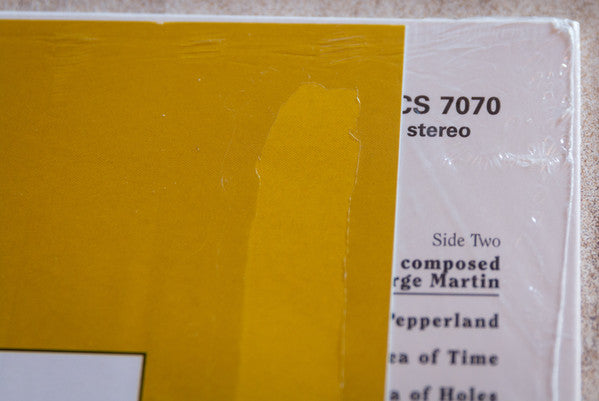 CS 7070
stereo
Side Two
composed
rge Martin
Pepperland
ea of Time
a of Holes